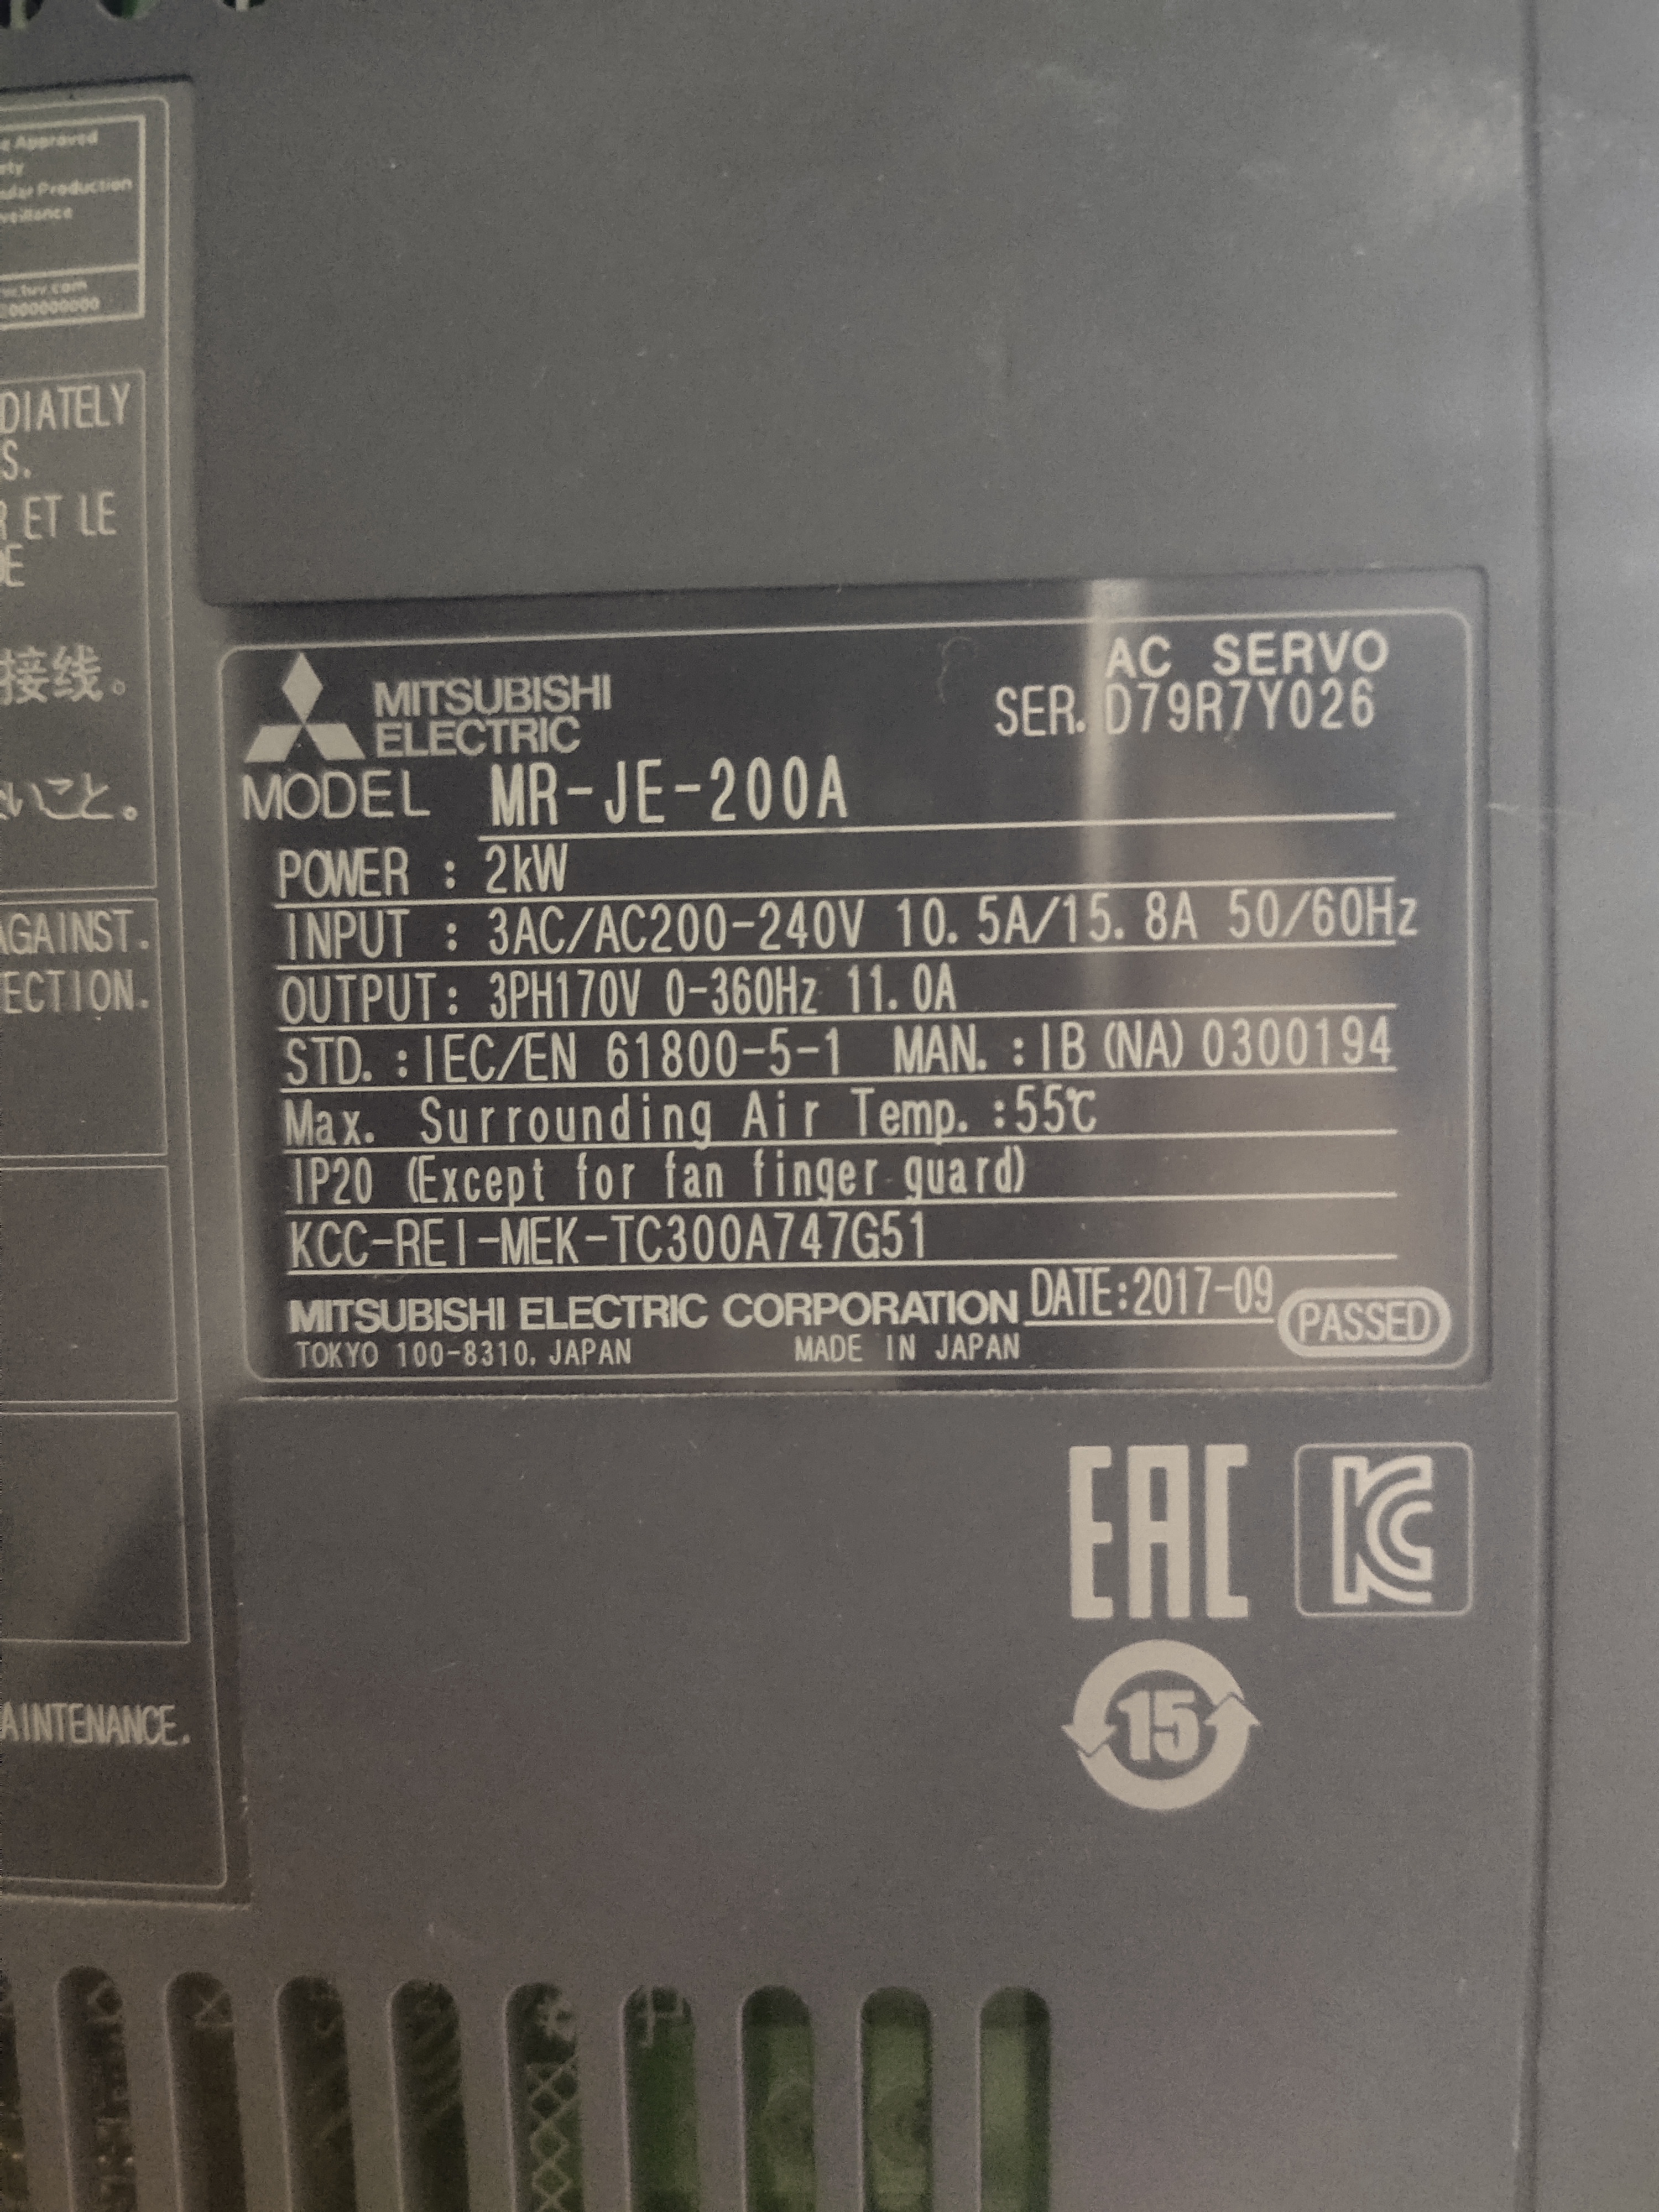 Approved
Production
DIATELY
S.
ET LE
接线。
いこと。
AGAINST.
ECTION.
AINTENANCE.
MITSUBISHI
ELECTRIC
AC SERVO
SER. D79R7Y026
MODEL MR-JE-200A
POWER : 2kW
INPUT : 3AC/AC200-240V 10.5A/15.8A 50/60Hz
OUTPUT: 3PH170V 0-360Hz 11.0A
STD. :IEC/EN 61800-5-1 MAN. :IB(NA)0300194
Max. Surrounding Air Temp. :55℃
IP20 (Except for fan finger guard)
KCC-REI-MEK-TC300A747G51
MITSUBISHI ELECTRIC CORPORATION DATE:2017-09
TOKYO 100-8310, JAPAN MADE IN JAPAN PASSED
EAC
KC
15